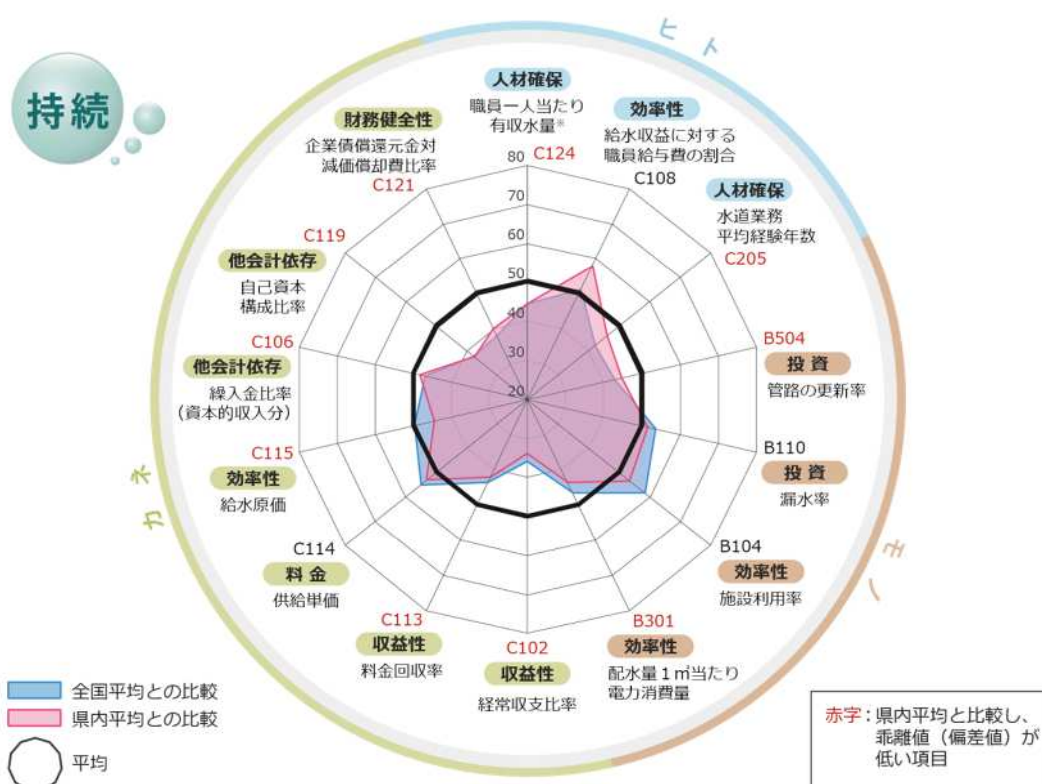 持続
ヒト
人材確保
職員一人当たり
有収水量※
C124
効率性
給水収益に対する
職員給与費の割合
C108
人材確保
水道業務
平均経験年数
C205
B504
投資
管路の更新率
B110
投資
漏水率
モノ
B104
効率性
施設利用率
B301
効率性
配水量1㎥当たり
電力消費量
C102
収益性
経常収支比率
C113
収益性
料金回収率
C114
料金
供給単価
C115
効率性
給水原価
カネ
C106
他会計依存
繰入金比率
（資本的収入分）
C119
他会計依存
自己資本
構成比率
財務健全性
企業債償還元金対
減価償却費比率
C121
80
70
60
50
40
30
20
全国平均との比較
県内平均との比較
平均
赤字：県内平均と比較し、
乖離値（偏差値）が
低い項目